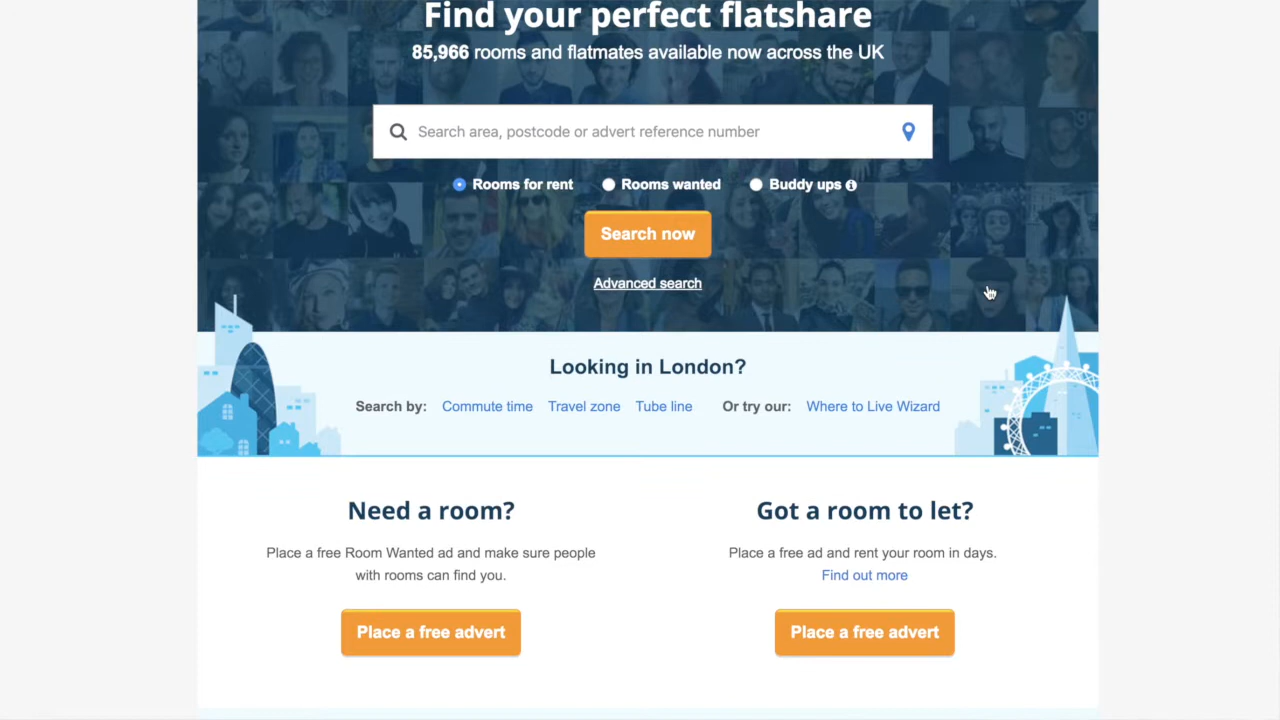 Find your perfect flatshare
85,966 rooms and flatmates available now across the UK
Search area, postcode or advert reference number
Rooms for rent Rooms wanted Buddy ups
Search now
Advanced search
Looking in London?
Search by: Commute time Travel zone Tube line Or try our: Where to Live Wizard
Need a room?
Place a free Room Wanted ad and make sure people
with rooms can find you.
Place a free advert
Got a room to let?
Place a free ad and rent your room in days.
Find out more
Place a free advert